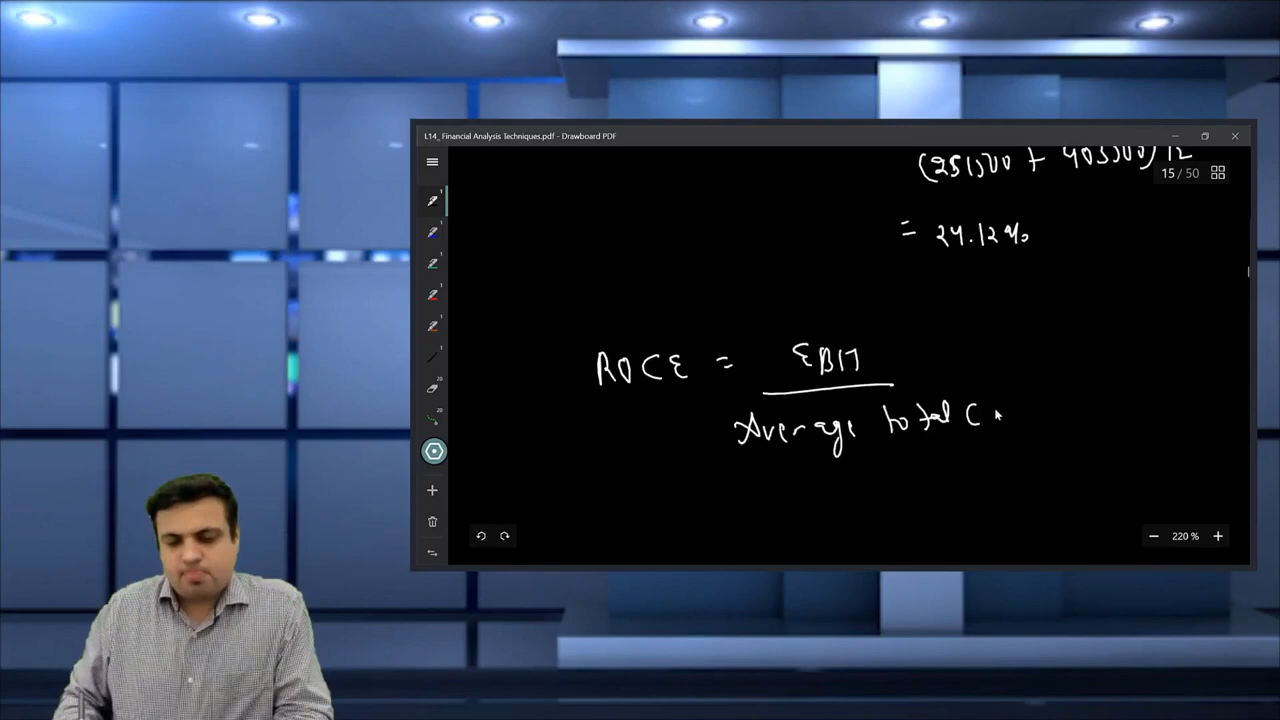 L14_ Financial Analysis Techniques.pdf - Drawboard PDF
15 / 50
= 24.12%
ROCE = EBIT
Average total C
220 %